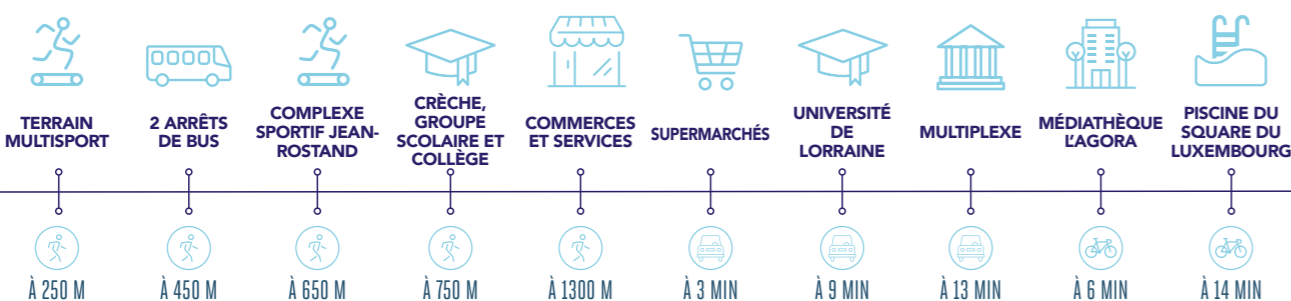 TERRAIN
MULTISPORT
2 ARRÊTS
DE BUS
COMPLEXE
SPORTIF JEAN-
ROSTAND
CRÈCHE,
GROUPE
SCOLAIRE ET
COLLÈGE
COMMERCES
ET SERVICES
SUPERMARCHÉS
UNIVERSITÉ
DE
LORRAINE
MULTIPLEXE
MÉDIATHÈQUE
L'AGORA
PISCINE DU
SQUARE DU
LUXEMBOURG
À 250 M
À 450 M
À 650 M
À 750 M
À 1300 M
À 3 MIN
À 9 MIN
À 13 MIN
À 6 MIN
À 14 MIN